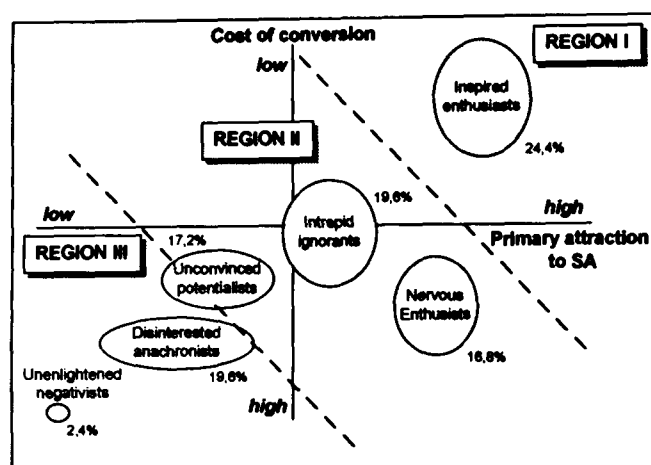 Cost of conversion
REGION I
low
Inspired
enthusiasts
REGION II
24,4%
19,6%
low
Intrepid
ignorants
high
REGION III
17,2%
Primary attraction
to SA
Unconvinced
potentialists
Nervous
Enthusists
Disinterested
anachronists
16,8%
Unenlightened
negativists
19,6%
high
2,4%